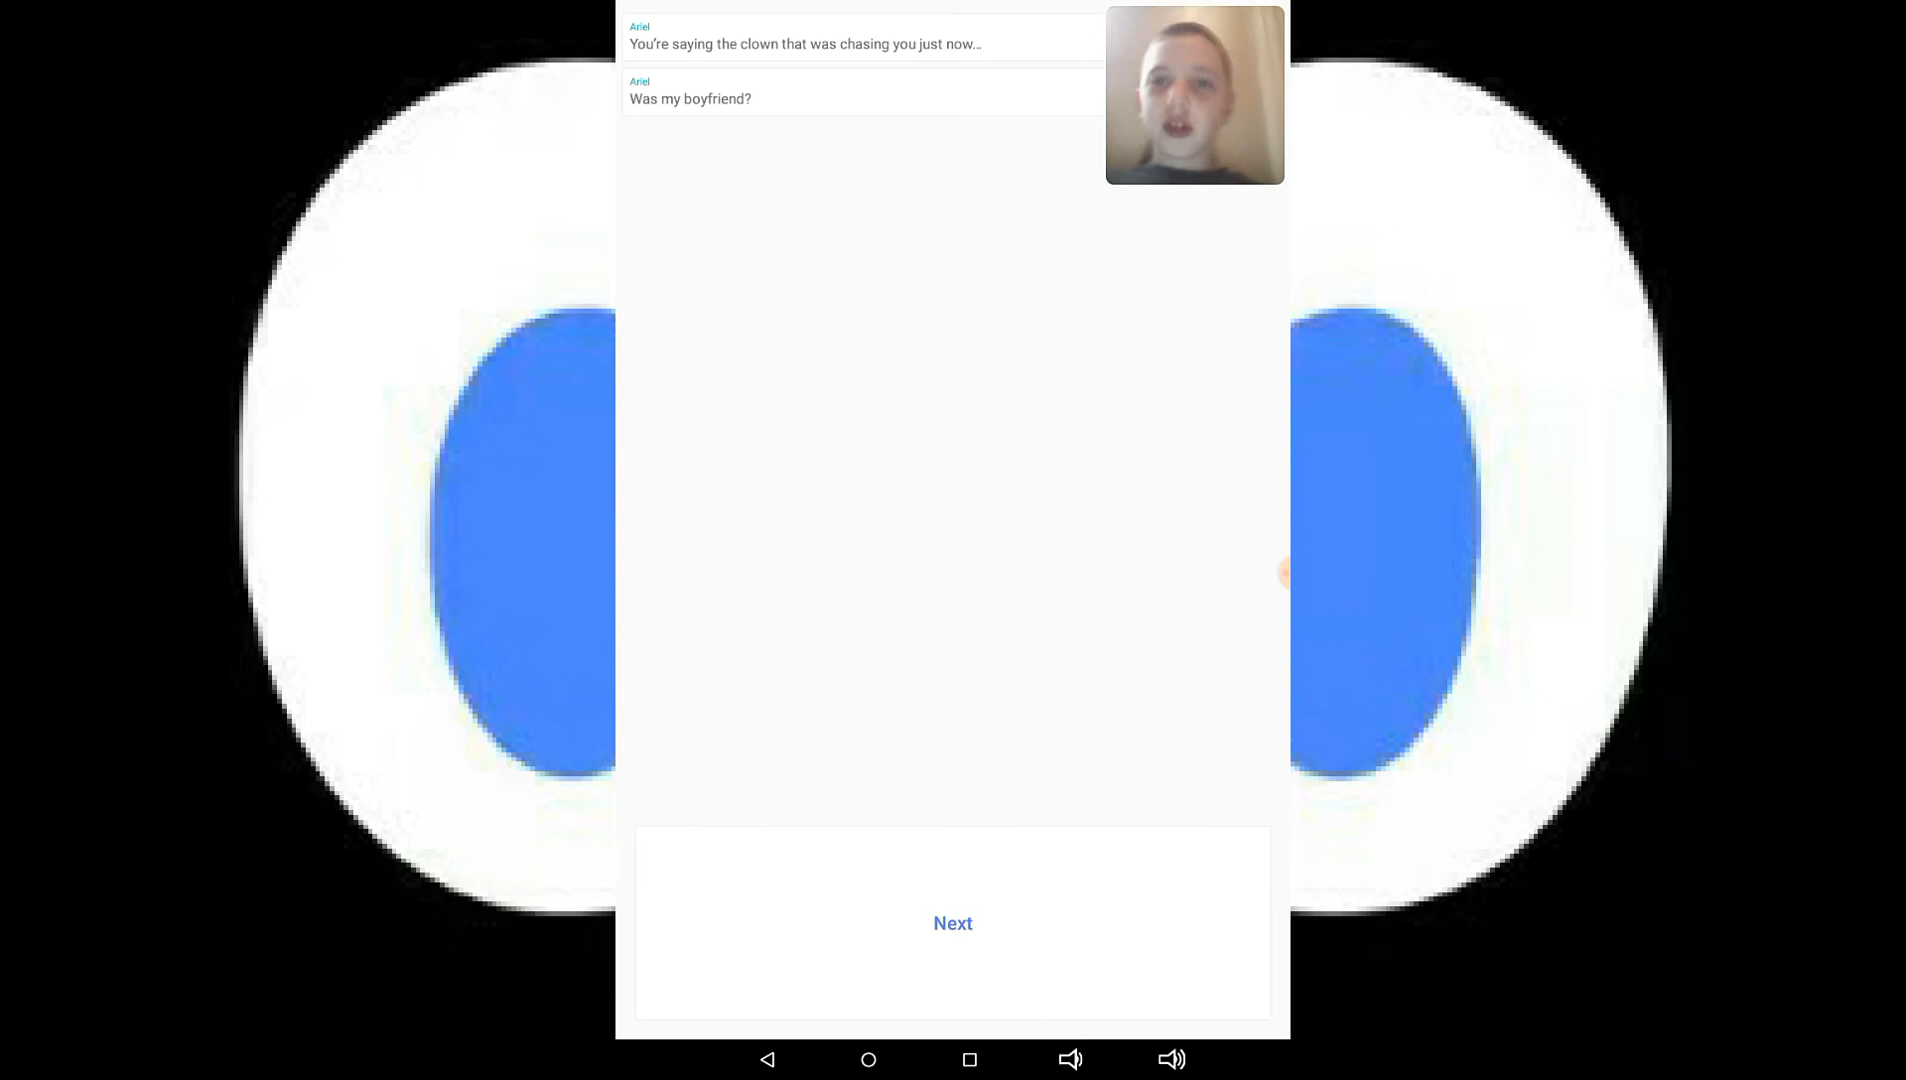 Ariel
You're saying the clown that was chasing you just now...
Ariel
Was my boyfriend?
Next